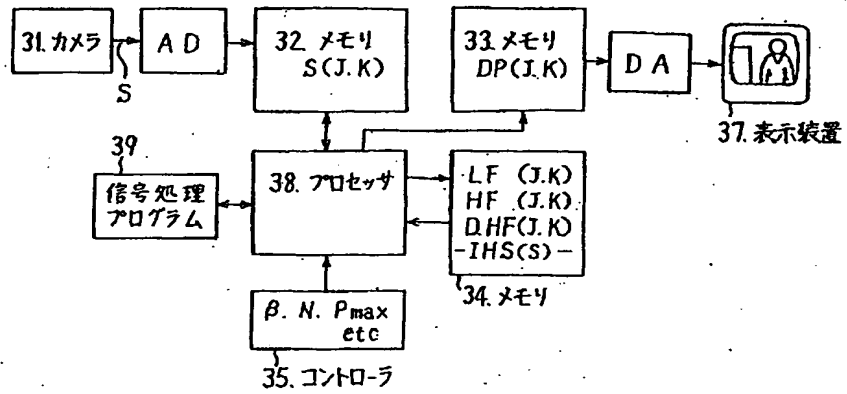 31.カメラ
S
AD
32.メモリ
S(J.K)
33.メモリ
DP(J.K)
DA
37.表示装置
39
信号処理
プログラム
38.プロセッサ
LF (J.K)
HF (J.K)
D.HF(J.K)
-IHS(S)-
34.メモリ
β. N. Pmax
etc
35.コントローラ